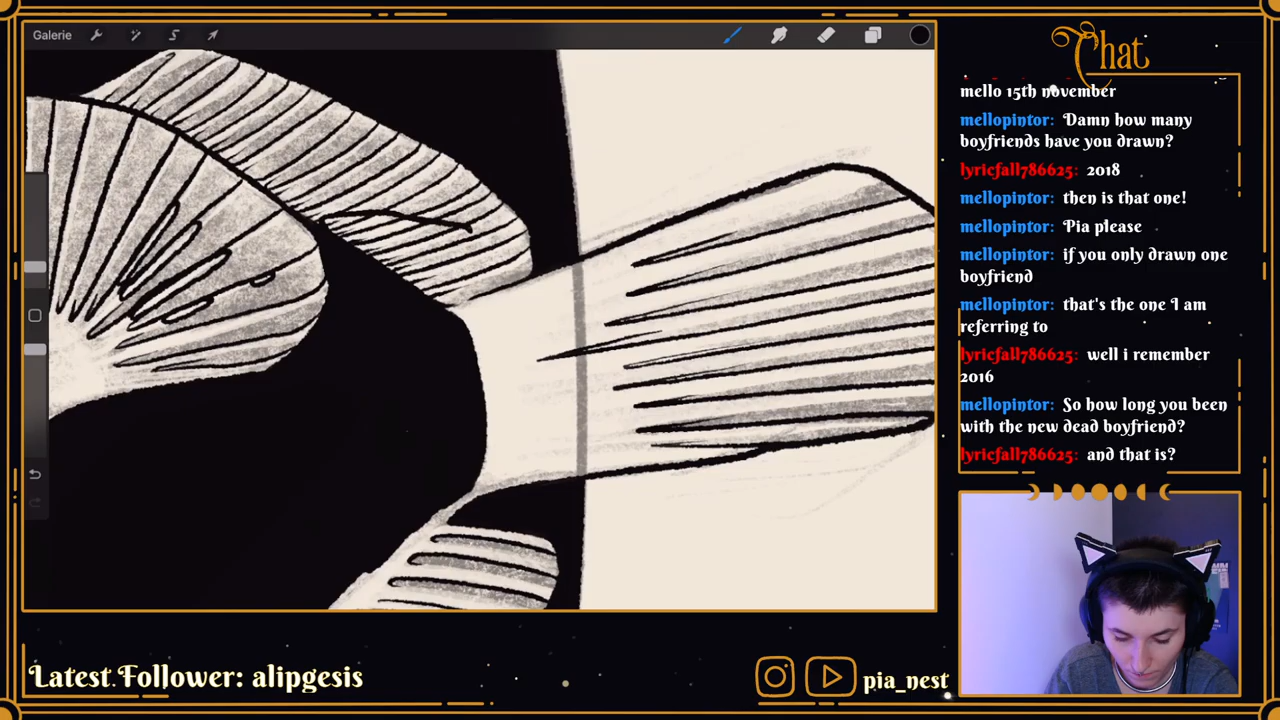 Galerie
Chat
mello 15th november
mellopintor: Damn how many
boyfriends have you drawn?
lyricfall786625: 2018
mellopintor: then is that one!
mellopintor: Pia please
mellopintor: if you only drawn one
boyfriend
mellopintor: that's the one I am
referring to
lyricfall786625: well i remember
2016
mellopintor: So how long you been
with the new dead boyfriend?
lyricfall786625: and that is?
Latest Follower: alipgesis
pia_nest